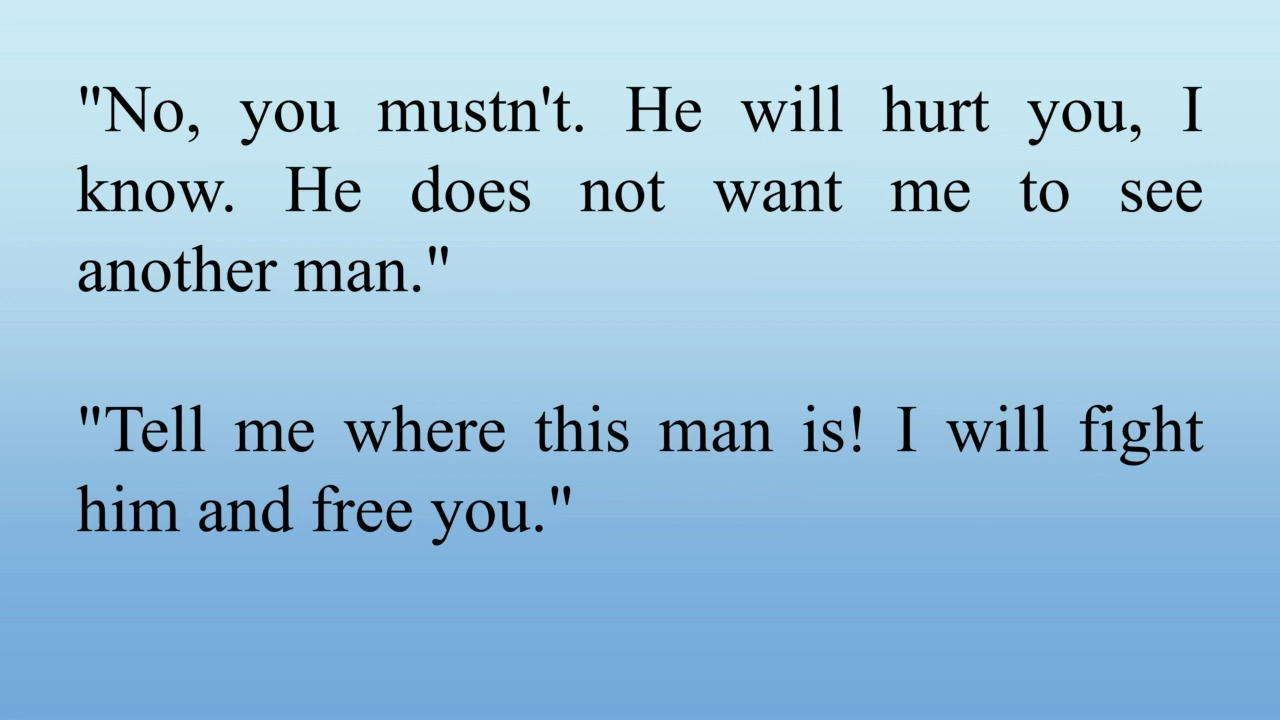 "No, you mustn't. He will hurt you, I
know. He does not want me to see
another man."
"Tell me where this man is! I will fight
him and free you."